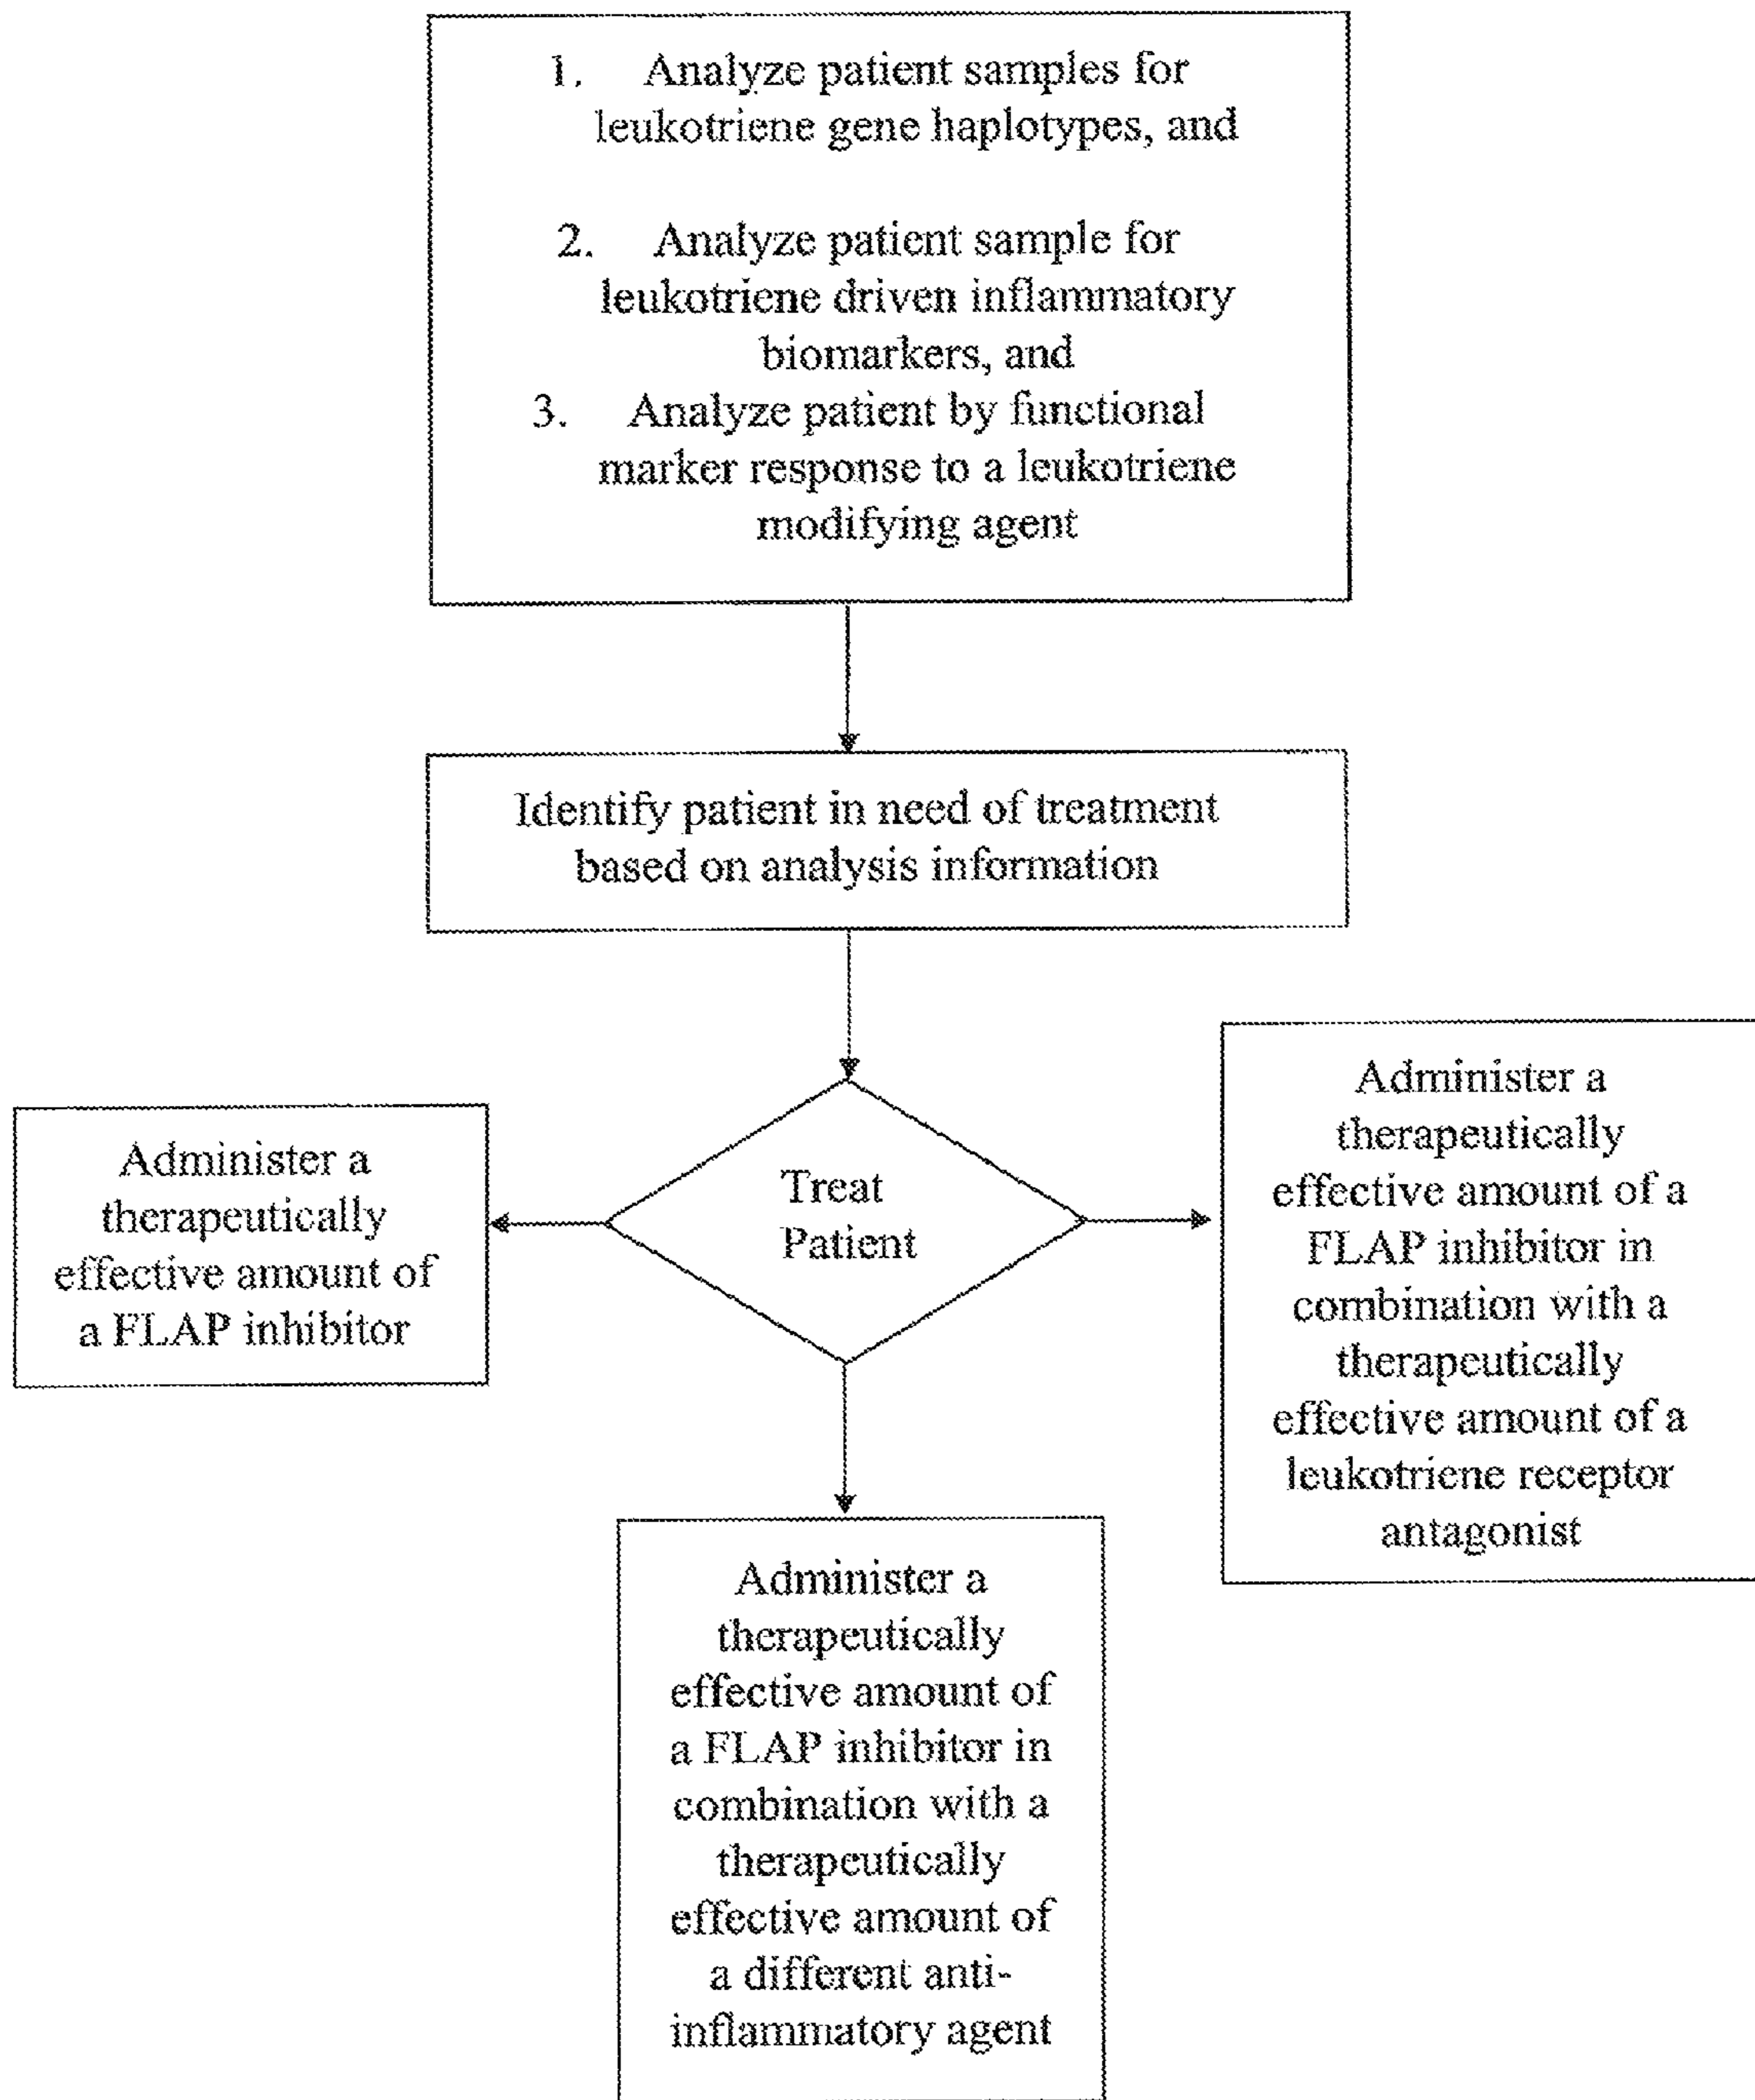 1. Analyze patient samples for
leukotriene gene haplotypes, and
2. Analyze patient sample for
leukotriene driven inflammatory
biomarkers, and
3. Analyze patient by functional
marker response to a leukotriene
modifying agent
Identify patient in need of treatment
based on analysis information
Treat
Patient
Administer a
therapeutically
effective amount of
a FLAP inhibitor
Administer a
therapeutically
effective amount of a
FLAP inhibitor in
combination with a
therapeutically
effective amount of a
leukotriene receptor
antagonist
Administer a
therapeutically
effective amount of
a FLAP inhibitor in
combination with a
therapeutically
effective amount of
a different anti-
inflammatory agent